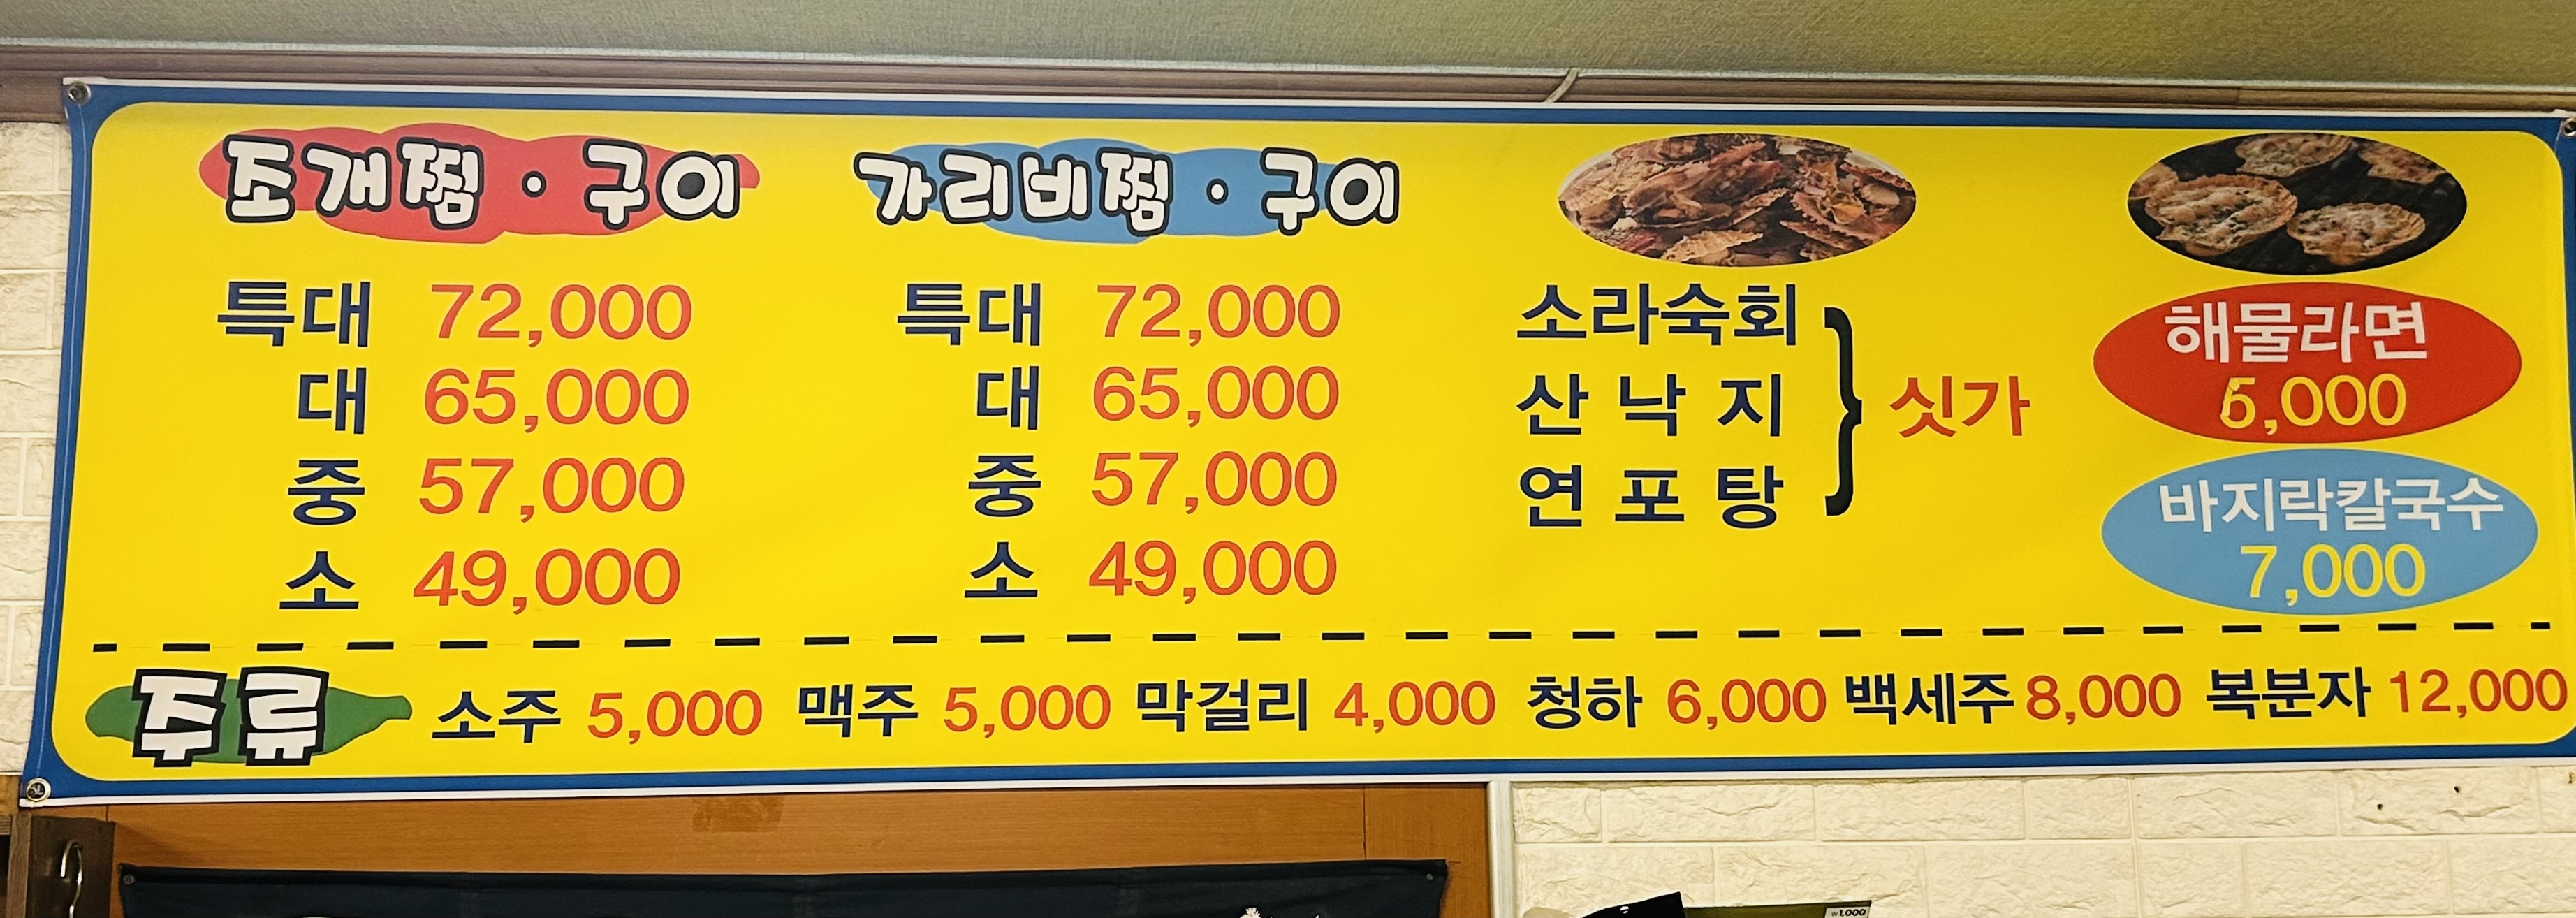 조개찜 · 구이
특대 72,000
대 65,000
중 57,000
소 49,000
가리비찜 · 구이
특대 72,000
대 65,000
중 57,000
소 49,000
소라숙회
산낙지
연포탕
} 싯가
해물라면
6,000
바지락칼국수
7,000
주류 소주 5,000 맥주 5,000 막걸리 4,000 청하 6,000 백세주 8,000 복분자 12,000
₩1,000